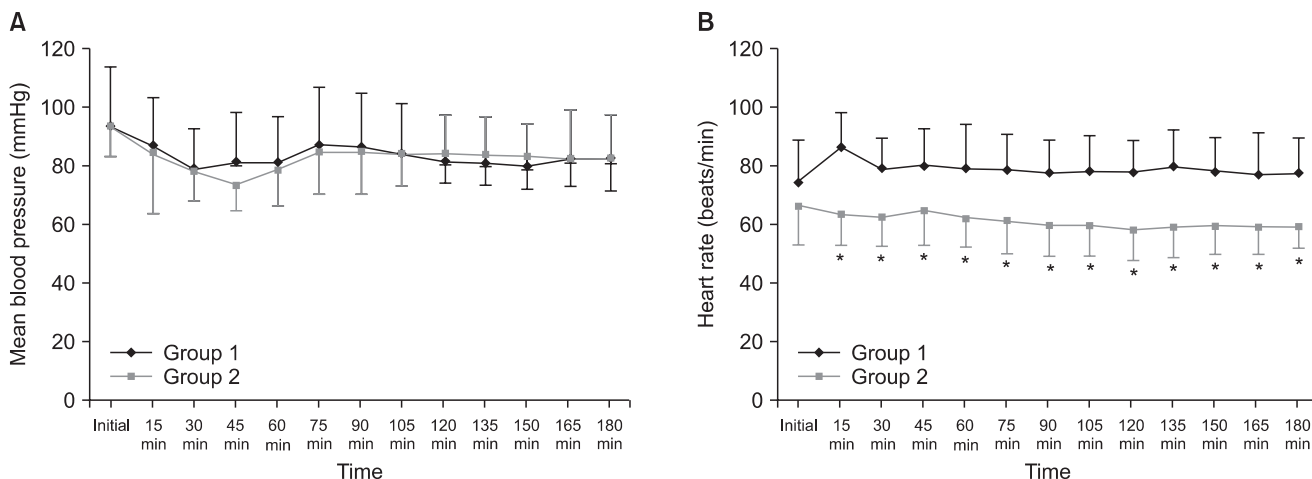 A
Mean blood pressure (mmHg)
120
100
80
60
40
20
0
Group 1
Group 2
Initial 15 min 30 min 45 min 60 min 75 min 90 min 105 min 120 min 135 min 150 min 165 min 180 min
Time
B
Heart rate (beats/min)
120
100
80
60
40
20
0
* * * * * * * * * * * *
Group 1
Group 2
Initial 15 min 30 min 45 min 60 min 75 min 90 min 105 min 120 min 135 min 150 min 165 min 180 min
Time